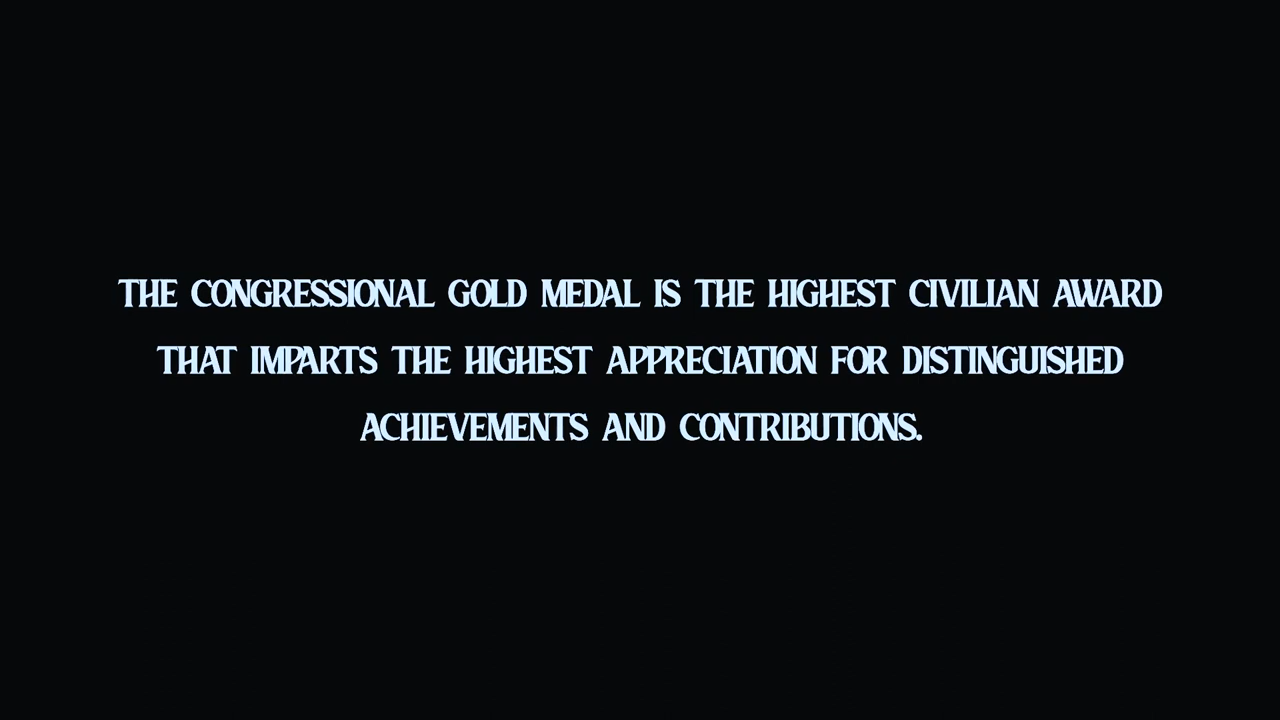 THE CONGRESSIONAL GOLD MEDAL IS THE HIGHEST CIVILIAN AWARD
THAT IMPARTS THE HIGHEST APPRECIATION FOR DISTINGUISHED
ACHIEVEMENTS AND CONTRIBUTIONS.